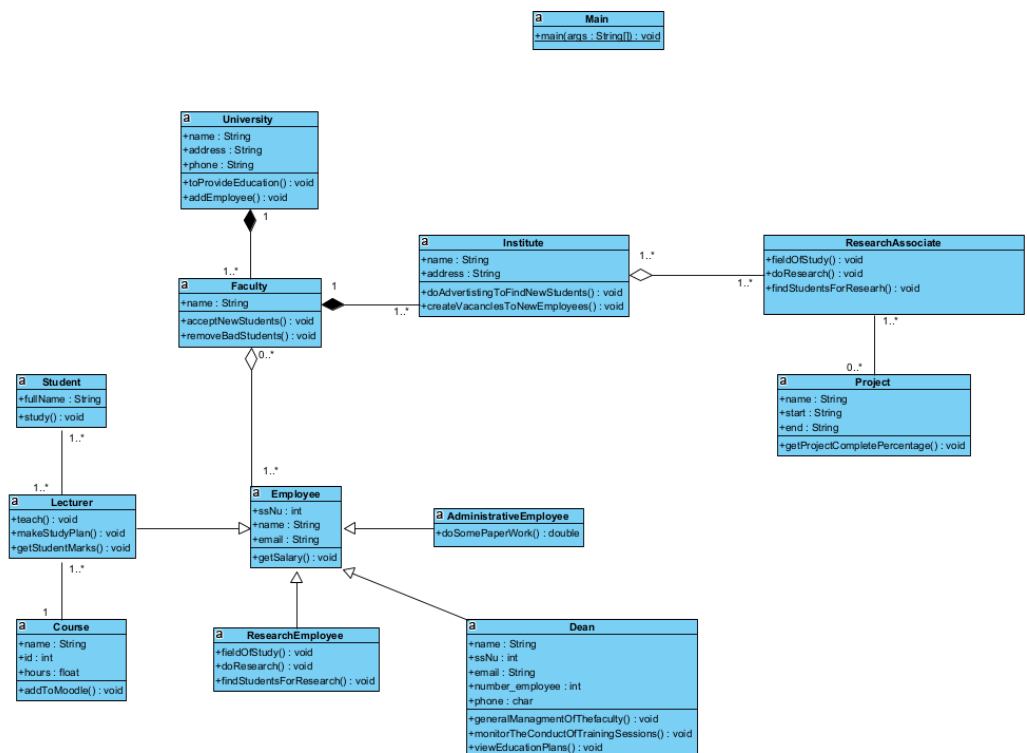 a Main
+main(args : String[]) : void
a University
+name : String
+address : String
+phone : String
+toProvideEducation() : void
+addEmployee() : void
1
1..*
a Faculty
+name : String
+acceptNewStudents() : void
+removeBadStudents() : void
1
1..*
0..*
1..*
a Institute
+name : String
+address : String
+doAdvertistingToFindNewStudents() : void
+createVacanclesToNewEmployees() : void
1..*
1..*
ResearchAssociate
+fieldOfStudy() : void
+doResearch() : void
+findStudentsForResearh() : void
1..*
0..*
a Project
+name : String
+start : String
+end : String
+getProjectCompletePercentage() : void
a Student
+fullName : String
+study() : void
1..*
1..*
a Lecturer
+teach() : void
+makeStudyPlan() : void
+getStudentMarks() : void
1..*
1
a Course
+name : String
+id : int
+hours : float
+addToMoodle() : void
a Employee
+ssNu : int
+name : String
+email : String
+getSalary() : void
a AdministrativeEmployee
+doSomePaperWork() : double
a ResearchEmployee
+fieldOfStudy() : void
+doResearch() : void
+findStudentsForResearch() : void
a Dean
+name : String
+ssNu : int
+email : String
+number_employee : int
+phone : char
+generalManagmentOfThefaculty() : void
+monitorTheConductOfTrainingSessions() : void
+viewEducationPlans() : void